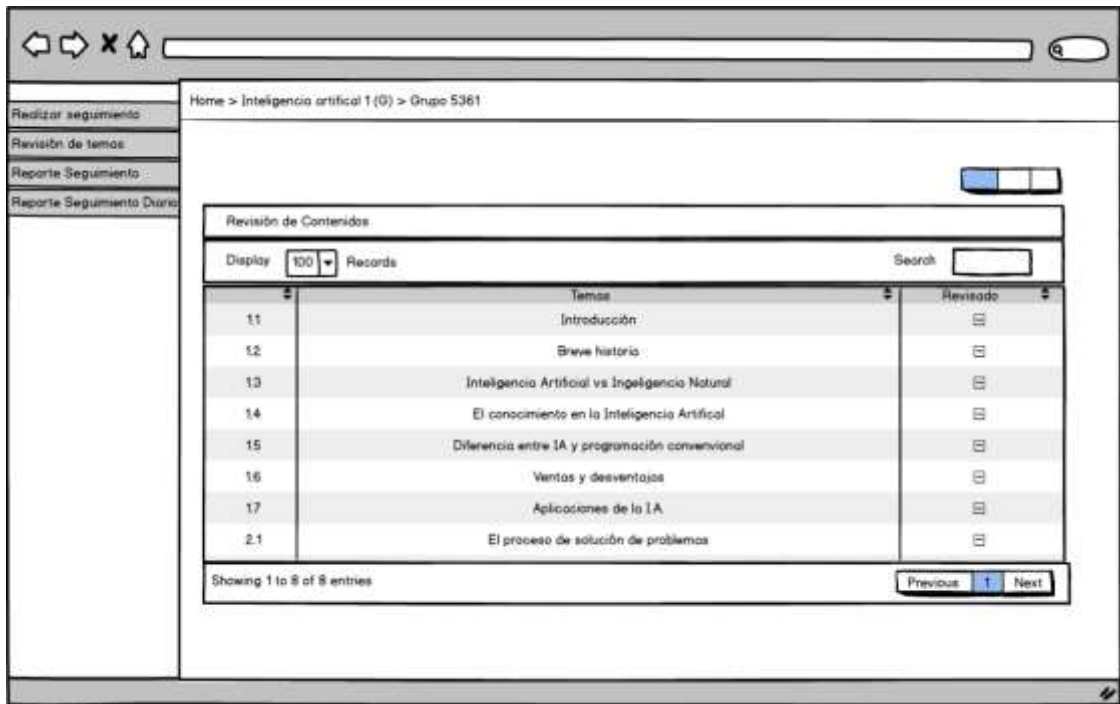 Home > Inteligencia artifical 1 (G) > Grupo 5361
Realizar seguimiento
Revisión de temas
Reporte Seguimiento
Reporte Seguimiento Diario
Revisión de Contenidos
Display 100 Records Search
Temas Revisado
1.1 Introducción
1.2 Breve historia
1.3 Inteligencia Artificial vs Ingeligencia Natural
1.4 El conocimiento en la Inteligencia Artifical
1.5 Diferencia entre IA y programación convenvional
1.6 Ventas y desventajas
1.7 Aplicaciones de la I.A
2.1 El proceso de solución de problemas
Showing 1 to 8 of 8 entries Previous 1 Next